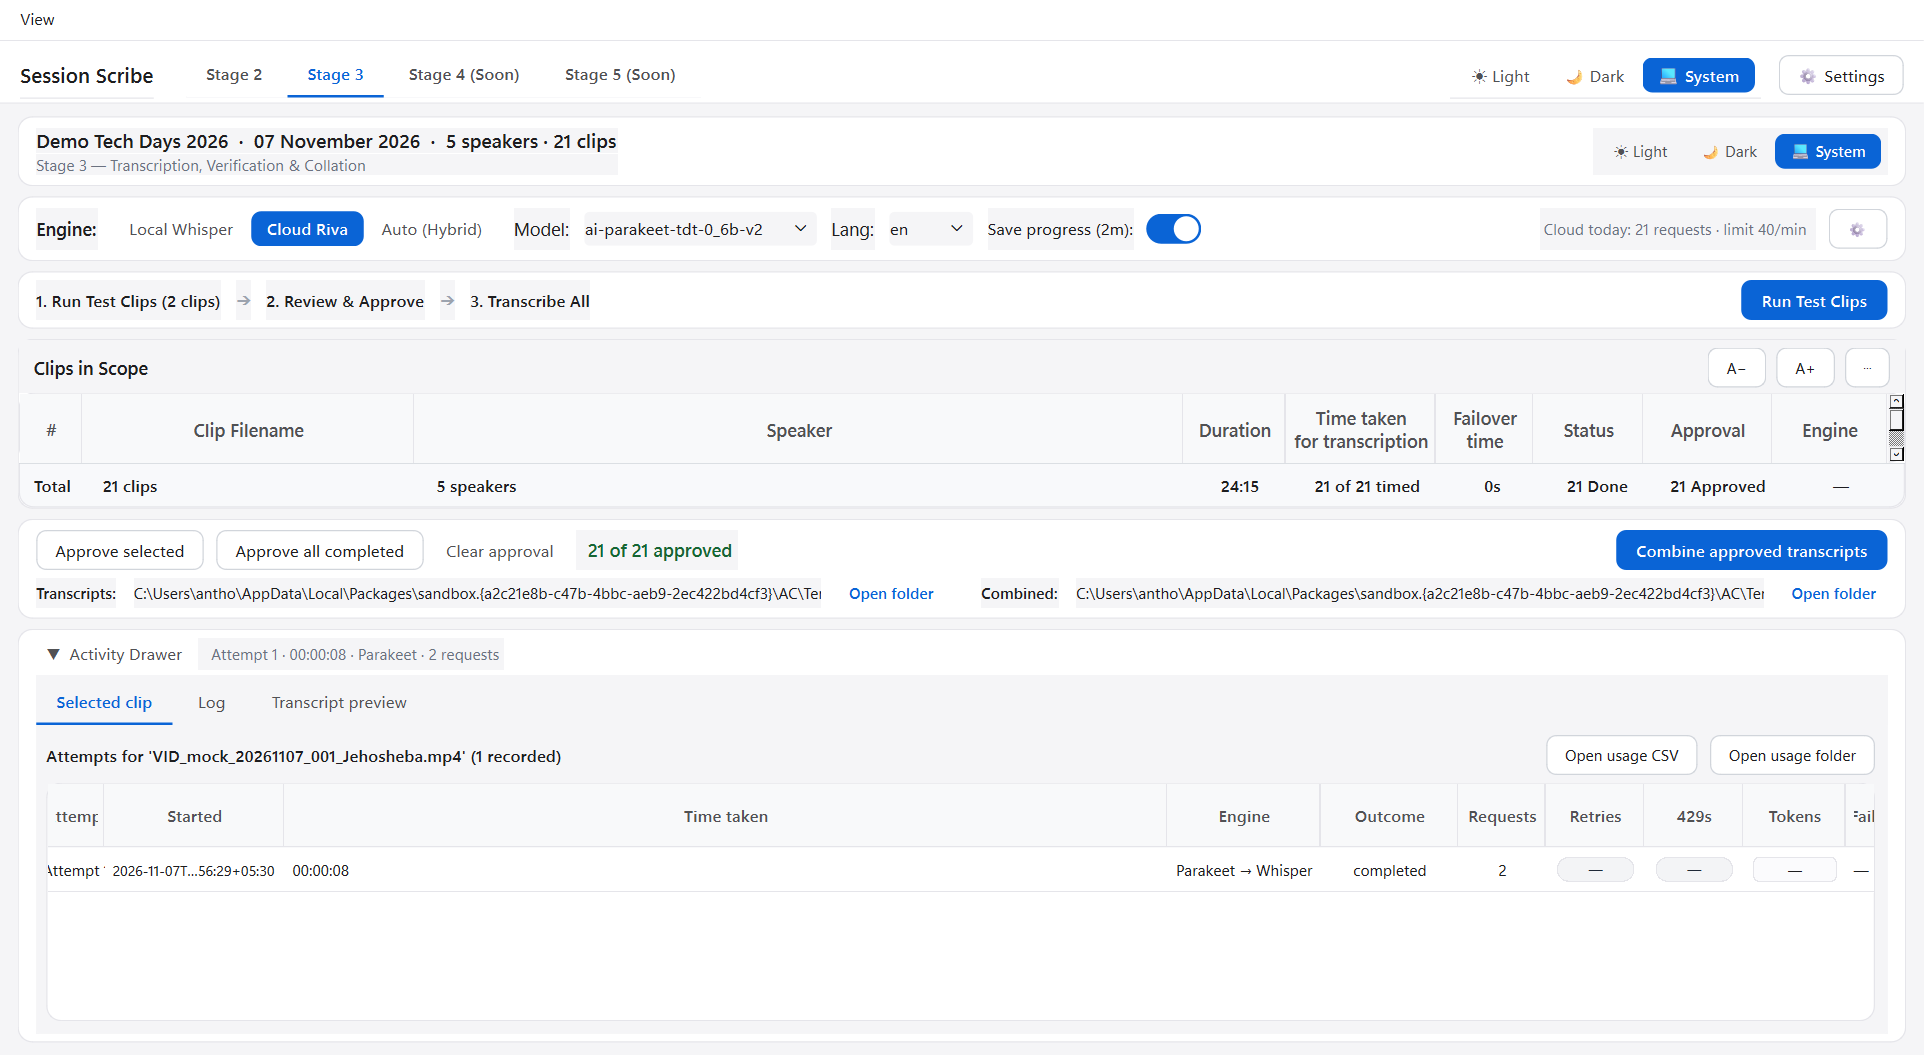 View
Session Scribe
Stage 2
Stage 3
Stage 4 (Soon)
Stage 5 (Soon)
☀ Light
🌙 Dark
💻 System
⚙ Settings
Demo Tech Days 2026 · 07 November 2026 · 5 speakers · 21 clips
Stage 3 — Transcription, Verification & Collation
☀ Light
🌙 Dark
💻 System
Engine:
Local Whisper
Cloud Riva
Auto (Hybrid)
Model:
ai-parakeet-tdt-0_6b-v2
Lang:
en
Save progress (2m):
Cloud today: 21 requests · limit 40/min
1. Run Test Clips (2 clips)
→
2. Review & Approve
→
3. Transcribe All
Run Test Clips
Clips in Scope
A−
A+
...
#
Clip Filename
Speaker
Duration
Time taken
for transcription
Failover
time
Status
Approval
Engine
Total
21 clips
5 speakers
24:15
21 of 21 timed
0s
21 Done
21 Approved
—
Approve selected
Approve all completed
Clear approval
21 of 21 approved
Combine approved transcripts
Transcripts:
C:\Users\antho\AppData\Local\Packages\sandbox.{a2c21e8b-c47b-4bbc-aeb9-2ec422bd4cf3}\AC\Ter
Open folder
Combined:
C:\Users\antho\AppData\Local\Packages\sandbox.{a2c21e8b-c47b-4bbc-aeb9-2ec422bd4cf3}\AC\Ter
Open folder
▼ Activity Drawer
Attempt 1 · 00:00:08 · Parakeet · 2 requests
Selected clip
Log
Transcript preview
Attempts for 'VID_mock_20261107_001_Jehosheba.mp4' (1 recorded)
Open usage CSV
Open usage folder
ttemp
Started
Time taken
Engine
Outcome
Requests
Retries
429s
Tokens
Fail
Attempt
2026-11-07T...56:29+05:30
00:00:08
Parakeet → Whisper
completed
2
—
—
—
—